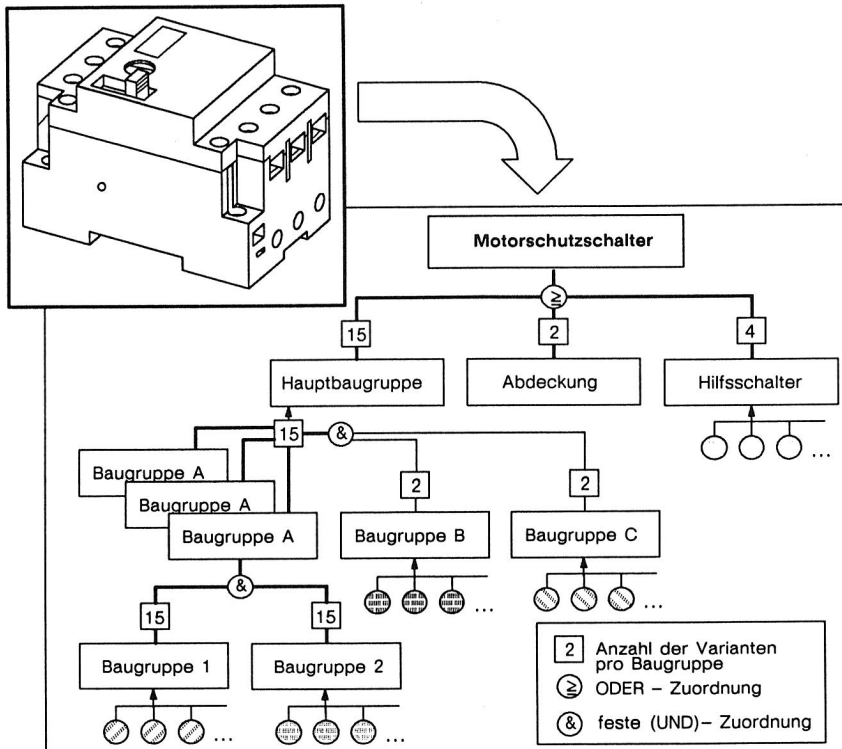 Motorschutzschalter
≥
15
2
4
Hauptbaugruppe
Abdeckung
Hilfsschalter
15
&
...
Baugruppe A
Baugruppe A
Baugruppe A
2
2
Baugruppe B
Baugruppe C
&
...
...
15
15
Baugruppe 1
Baugruppe 2
...
...
2 Anzahl der Varianten
pro Baugruppe
≥ ODER - Zuordnung
& feste (UND)- Zuordnung